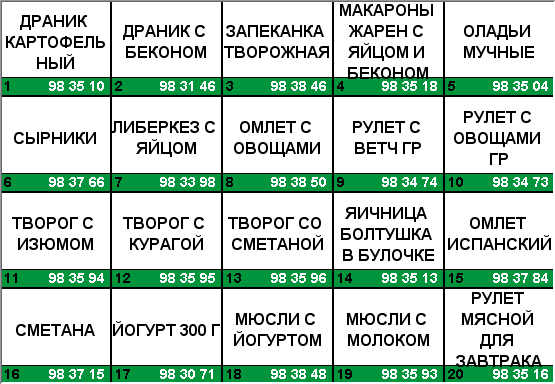 ДРАНИК
КАРТОФЕЛЬ
НЫЙ
1 98 35 10
ДРАНИК С
БЕКОНОМ
2 98 31 46
ЗАПЕКАНКА
ТВОРОЖНАЯ
3 98 38 46
МАКАРОНЫ
ЖАРЕН С
ЯЙЦОМ И
БЕКОНОМ
4 98 35 18
ОЛАДЬИ
МУЧНЫЕ
5 98 35 04
СЫРНИКИ
6 98 37 66
ЛИБЕРКЕЗ С
ЯЙЦОМ
7 98 33 98
ОМЛЕТ С
ОВОЩАМИ
8 98 38 50
РУЛЕТ С
ВЕТЧ ГР
9 98 34 74
РУЛЕТ С
ОВОЩАМИ
ГР
10 98 34 73
ТВОРОГ С
ИЗЮМОМ
11 98 35 94
ТВОРОГ С
КУРАГОЙ
12 98 35 95
ТВОРОГ СО
СМЕТАНОЙ
13 98 35 96
ЯИЧНИЦА
БОЛТУШКА
В БУЛОЧКЕ
14 98 35 13
ОМЛЕТ
ИСПАНСКИЙ
15 98 37 84
СМЕТАНА
16 98 37 15
ЙОГУРТ 300 Г
17 98 30 71
МЮСЛИ С
ЙОГУРТОМ
18 98 38 48
МЮСЛИ С
МОЛОКОМ
19 98 35 93
РУЛЕТ
МЯСНОЙ
ДЛЯ
ЗАВТРАКА
20 98 35 16